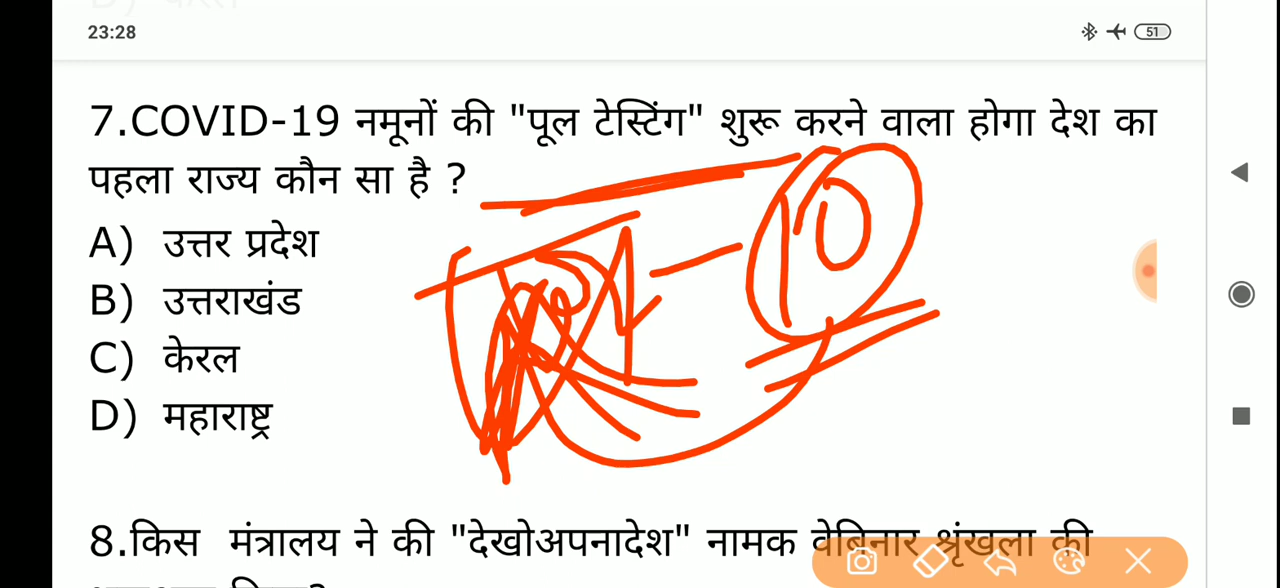 23:28
51
7.COVID-19 नमूनों की "पूल टेस्टिंग" शुरू करने वाला होगा देश का
पहला राज्य कौन सा है ?
A) उत्तर प्रदेश
B) उत्तराखंड
C) केरल
D) महाराष्ट्र
10
8.किस मंत्रालय ने की "देखोअपनादेश" नामक वेबिनार श्रृंखला की